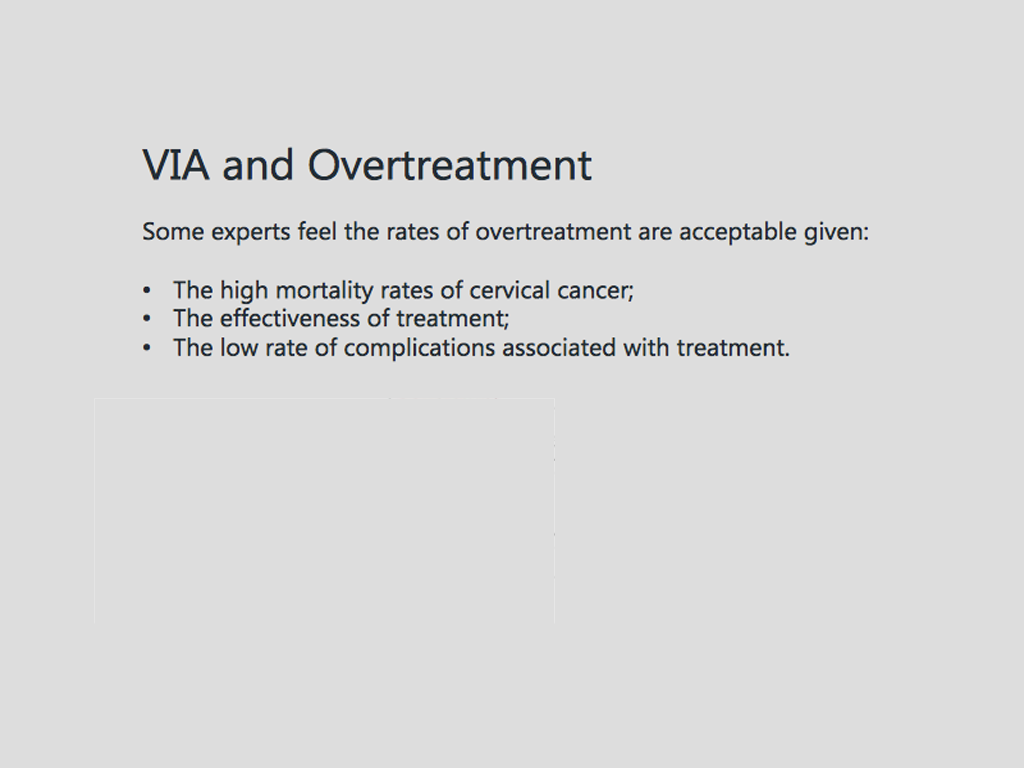 VIA and Overtreatment
Some experts feel the rates of overtreatment are acceptable given:
• The high mortality rates of cervical cancer;
• The effectiveness of treatment;
• The low rate of complications associated with treatment.